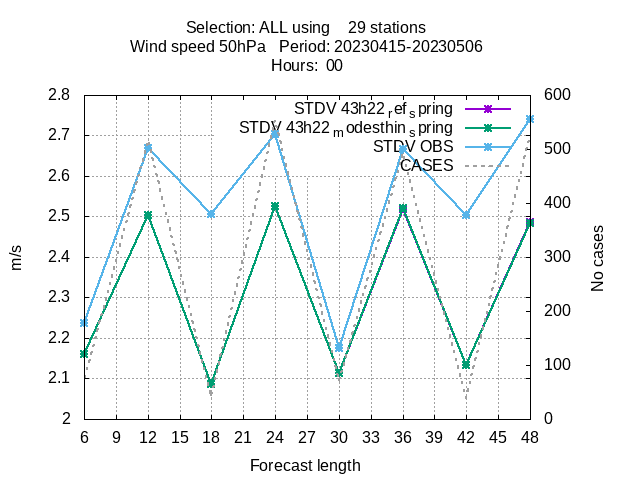 Selection: ALL using 29 stations
Wind speed 50hPa Period: 20230415-20230506
Hours: 00
STDV 43h22_ref_spring
STDV 43h22_modesthin_spring
STDV OBS
CASES
2.8
2.7
2.6
2.5
2.4
2.3
2.2
2.1
2
600
500
400
300
200
100
0
m/s
No cases
6 9 12 15 18 21 24 27 30 33 36 39 42 45 48
Forecast length